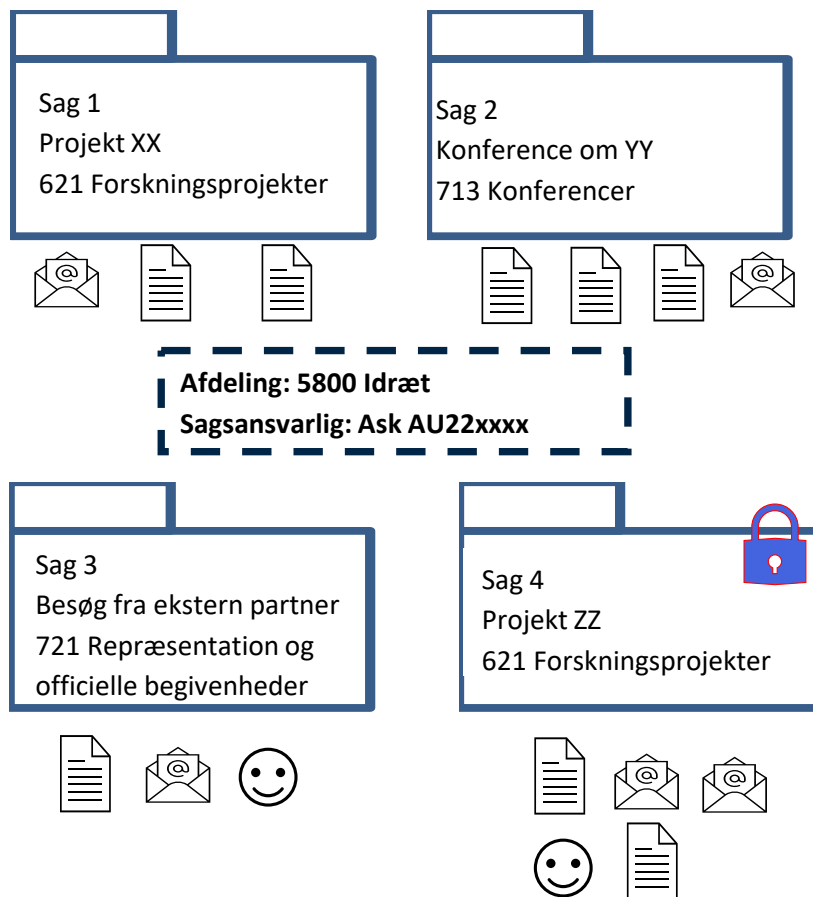 Sag 1
Projekt XX
621 Forskningsprojekter
Sag 2
Konference om YY
713 Konferencer
Afdeling: 5800 Idræt
Sagsansvarlig: Ask AU22xxxx
Sag 3
Besøg fra ekstern partner
721 Repræsentation og
officielle begivenheder
Sag 4
Projekt ZZ
621 Forskningsprojekter